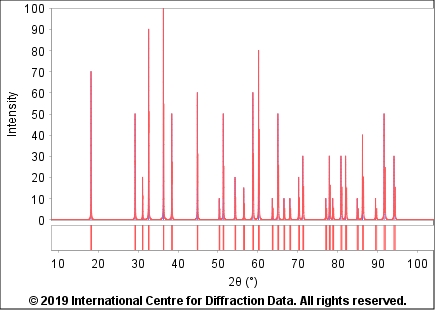 100
90
80
70
60
50
40
30
20
10
0
Intensity
10 20 30 40 50 60 70 80 90 100
2θ (°)
© 2019 International Centre for Diffraction Data. All rights reserved.